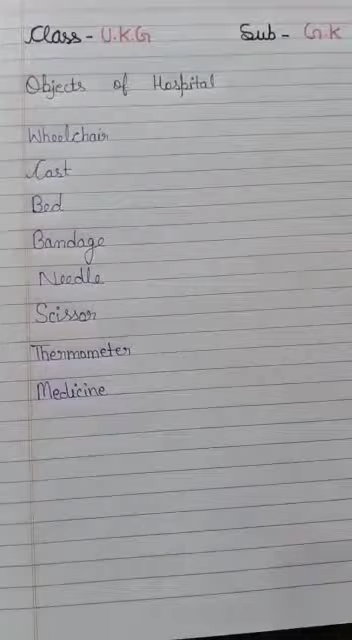 Class - U.K.G Sub - G.K
Objects of Hospital
Wheelchair
Cast
Bed
Bandage
Needle
Scissor
Thermometer
Medicine